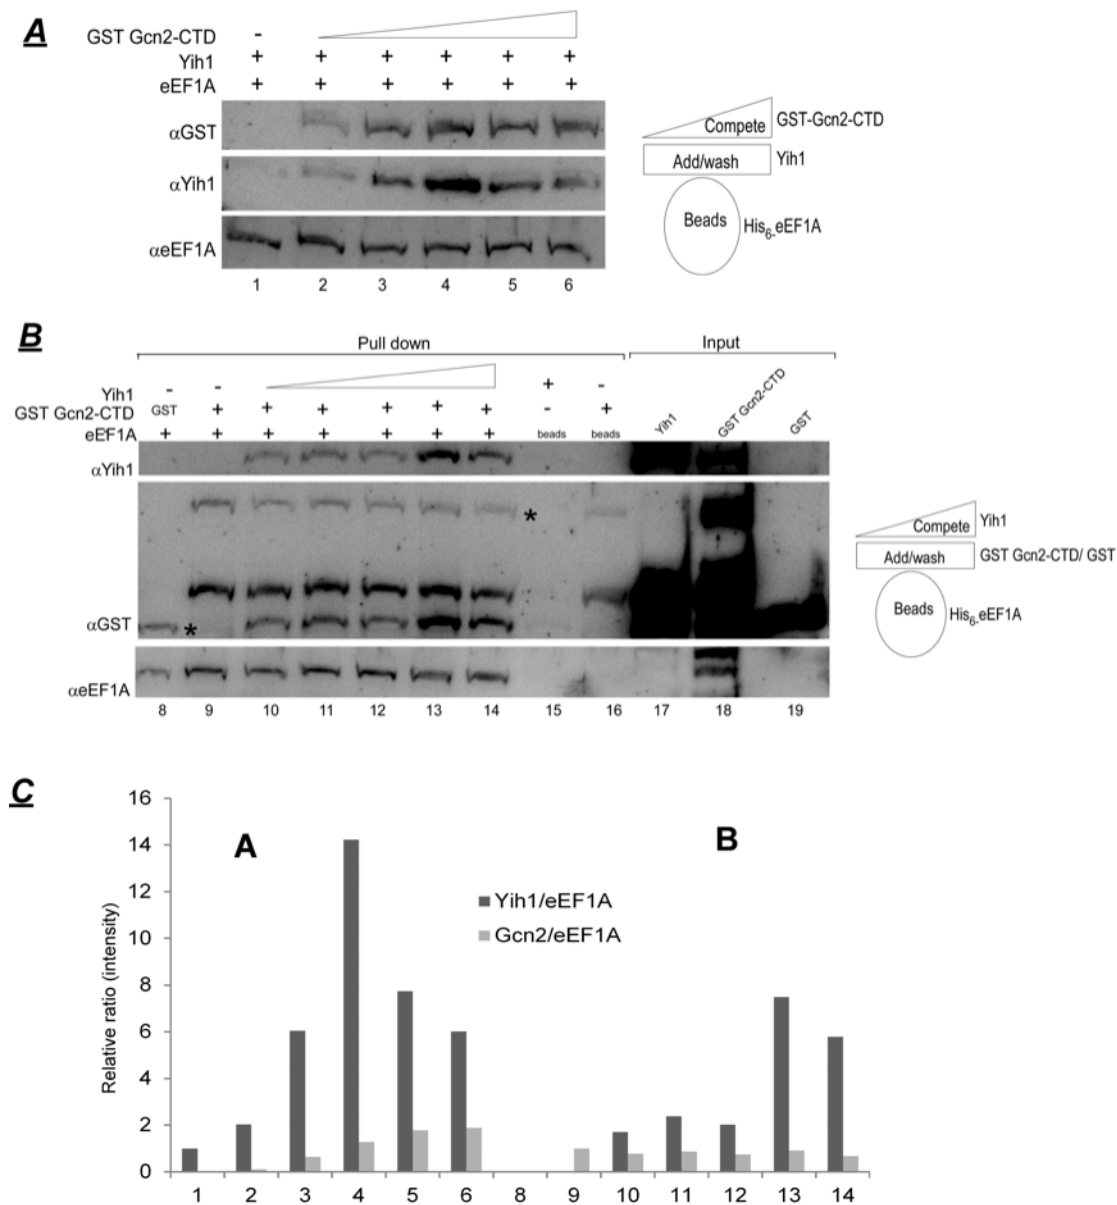 A
GST Gcn2-CTD -
Yih1 + + + + + +
eEF1A + + + + + +
αGST
αYih1
αeEF1A
1 2 3 4 5 6
Compete GST-Gcn2-CTD
Add/wash Yih1
Beads His6-eEF1A
B
Pull down Input
Yih1 - - + -
GST Gcn2-CTD GST + + + + + + - + Yih1 GST Gcn2-CTD GST
eEF1A + + + + + + + beads beads
αYih1
*
αGST *
αeEF1A
8 9 10 11 12 13 14 15 16 17 18 19
Compete Yih1
Add/wash GST Gcn2-CTD/ GST
Beads His6-eEF1A
C
Relative ratio (intensity)
16
14
12
10
8
6
4
2
0
A B
Yih1/eEF1A
Gcn2/eEF1A
1 2 3 4 5 6 8 9 10 11 12 13 14